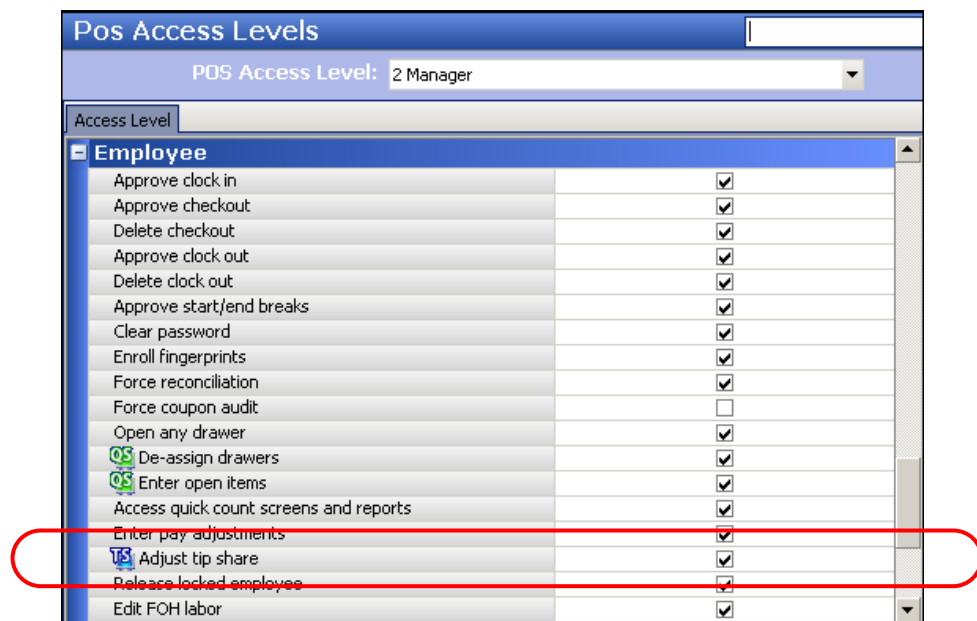 Pos Access Levels
POS Access Level: 2 Manager
Access Level
Employee
Approve clock in
Approve checkout
Delete checkout
Approve clock out
Delete clock out
Approve start/end breaks
Clear password
Enroll fingerprints
Force reconciliation
Force coupon audit
Open any drawer
QS De-assign drawers
QS Enter open items
Access quick count screens and reports
Enter pay adjustments
TS Adjust tip share
Release locked employee
Edit FOH labor